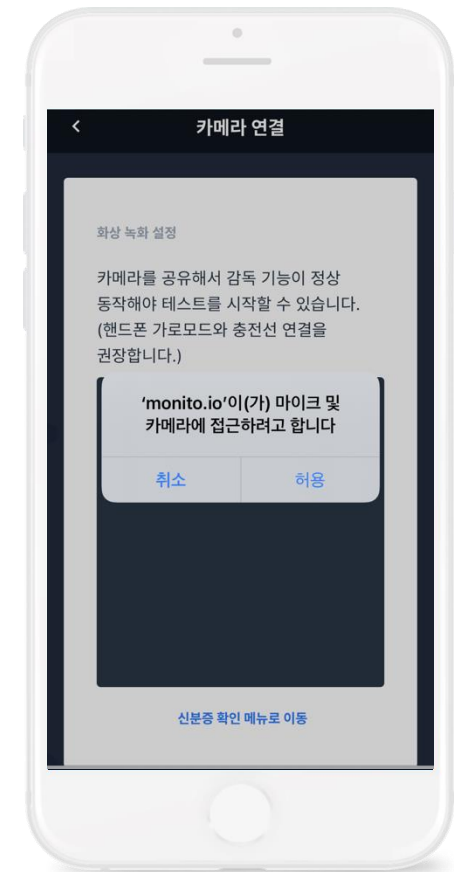 카메라 연결
화상 녹화 설정
카메라를 공유해서 감독 기능이 정상
동작해야 테스트를 시작할 수 있습니다.
(핸드폰 가로모드와 충전선 연결을
권장합니다.)
‘monito.io’이(가) 마이크 및
카메라에 접근하려고 합니다
취소 허용
신분증 확인 메뉴로 이동